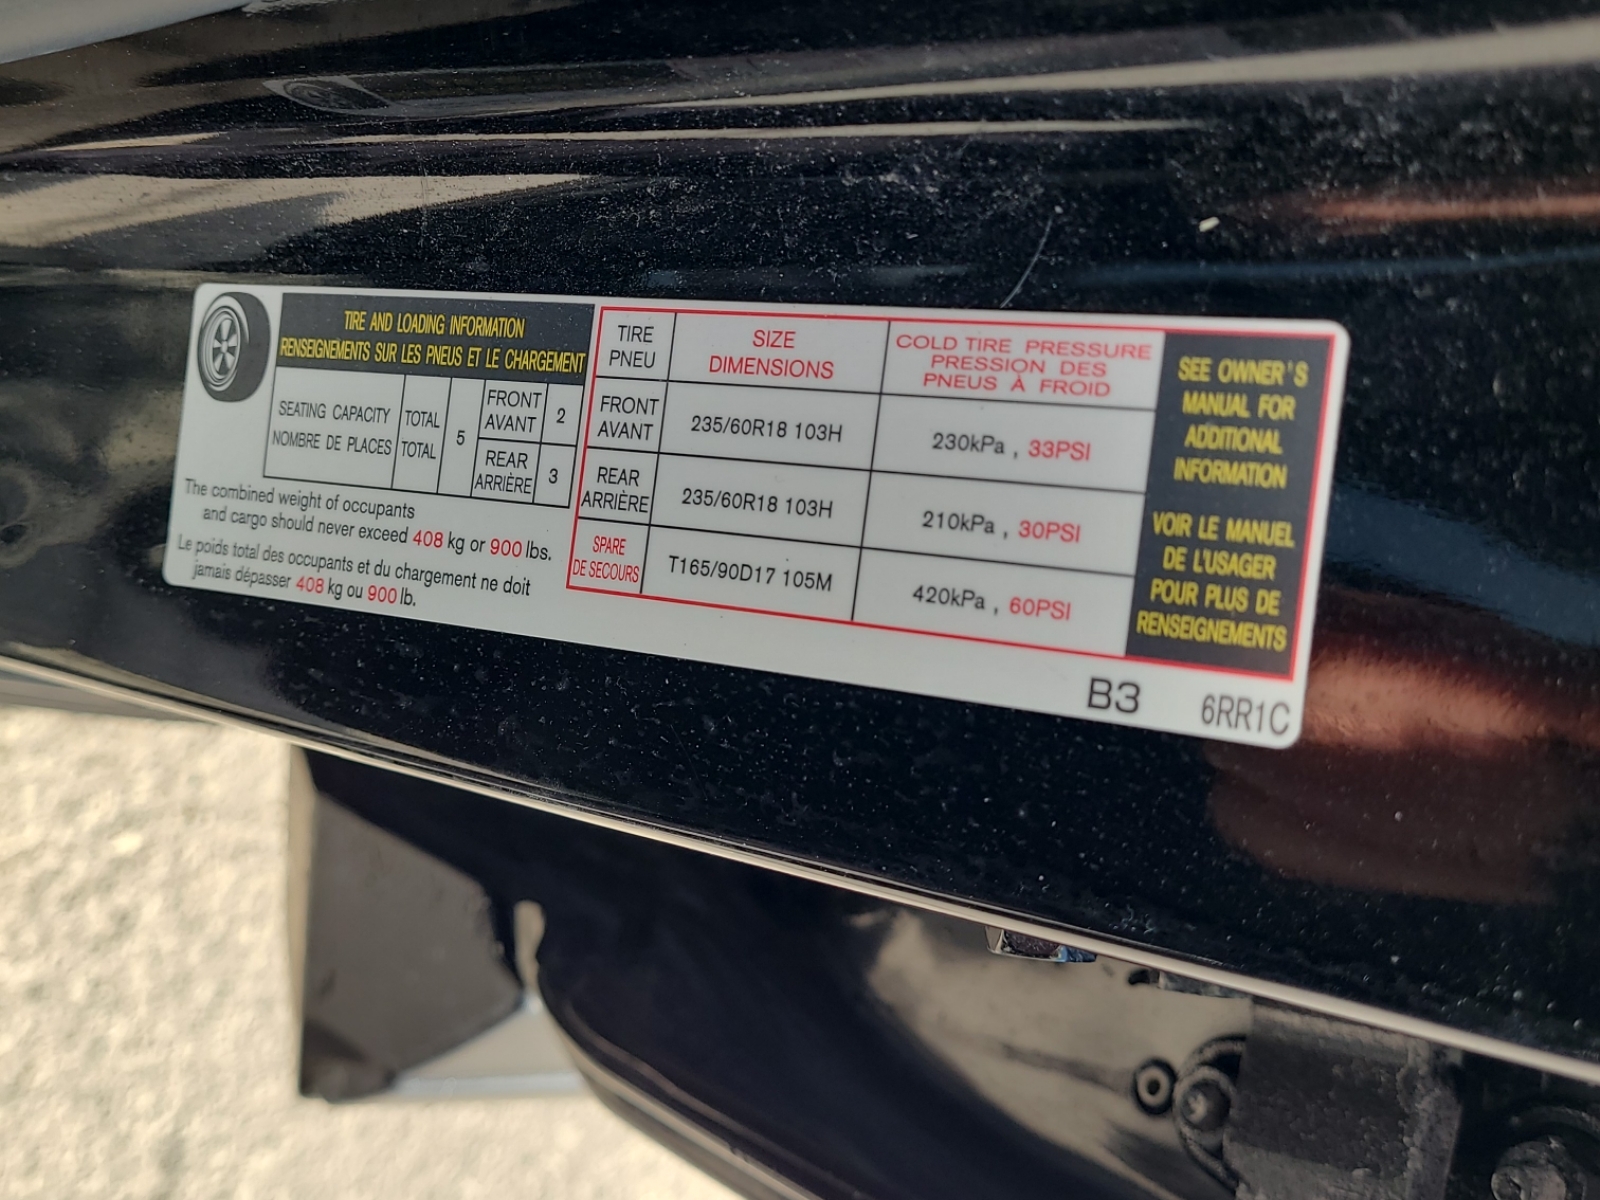 TIRE AND LOADING INFORMATION
RENSEIGNEMENTS SUR LES PNEUS ET LE CHARGEMENT
SEATING CAPACITY
NOMBRE DE PLACES
TOTAL
TOTAL
5
FRONT
AVANT
2
REAR
ARRIÈRE
3
The combined weight of occupants
and cargo should never exceed 408 kg or 900 lbs.
Le poids total des occupants et du chargement ne doit
jamais dépasser 408 kg ou 900 lb.
TIRE
PNEU
SIZE
DIMENSIONS
COLD TIRE PRESSURE
PRESSION DES
PNEUS À FROID
FRONT
AVANT
235/60R18 103H
230kPa , 33PSI
REAR
ARRIÈRE
235/60R18 103H
210kPa , 30PSI
SPARE
DE SECOURS
T165/90D17 105M
420kPa , 60PSI
SEE OWNER'S
MANUAL FOR
ADDITIONAL
INFORMATION
VOIR LE MANUEL
DE L'USAGER
POUR PLUS DE
RENSEIGNEMENTS
B3
6RR1C